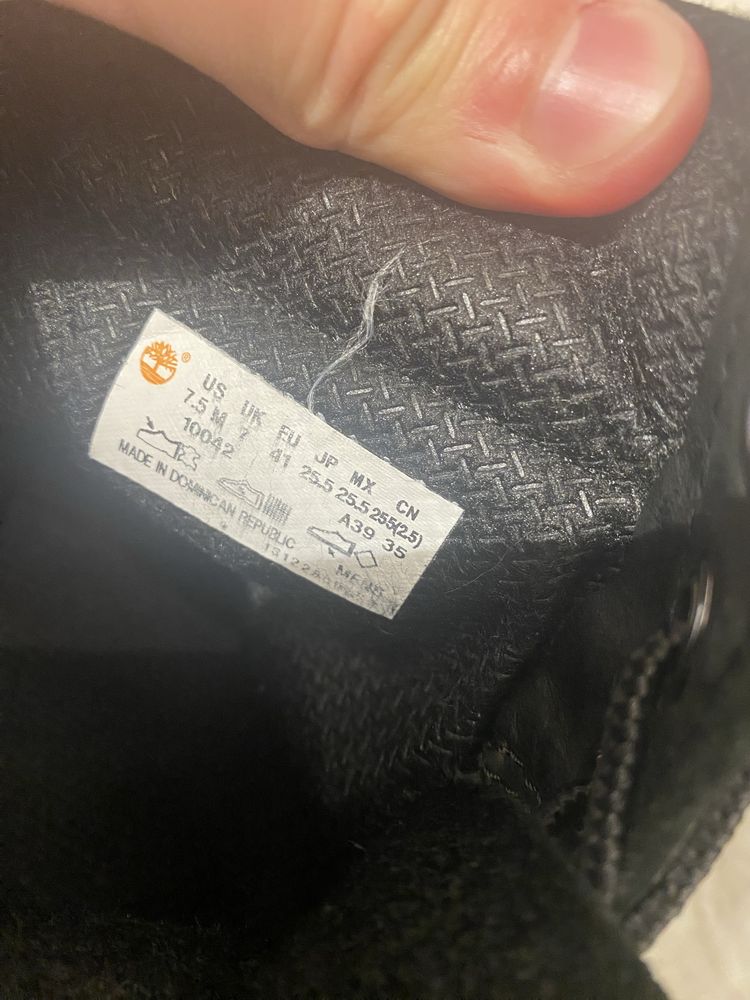 ®
US UK EU JP MX CN
7.5 M 7 41 25.5 25.5 255(2.5)
10042 A39 35
MADE IN DOMINICAN REPUBLIC